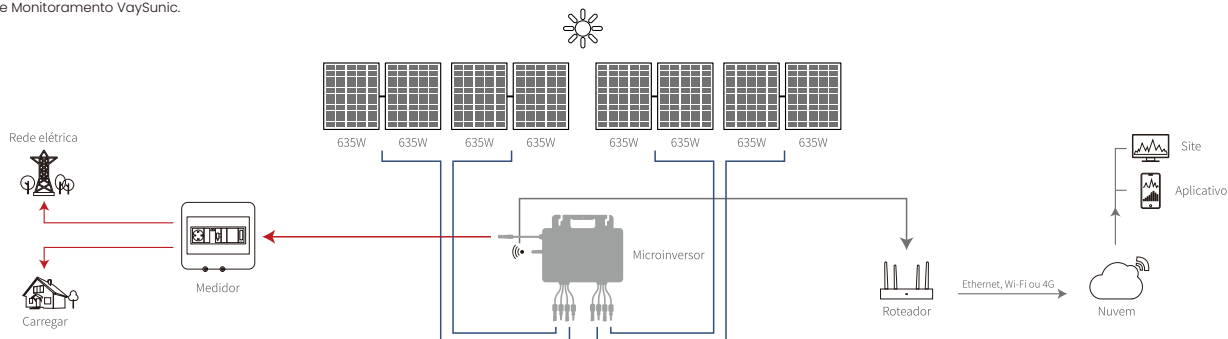 e Monitoramento VaySunic.
635W 635W 635W 635W 635W 635W 635W 635W
Rede elétrica
Site
Aplicativo
Microinversor
Medidor
Ethernet, Wi-Fi ou 4G
Roteador
Nuvem
Carregar